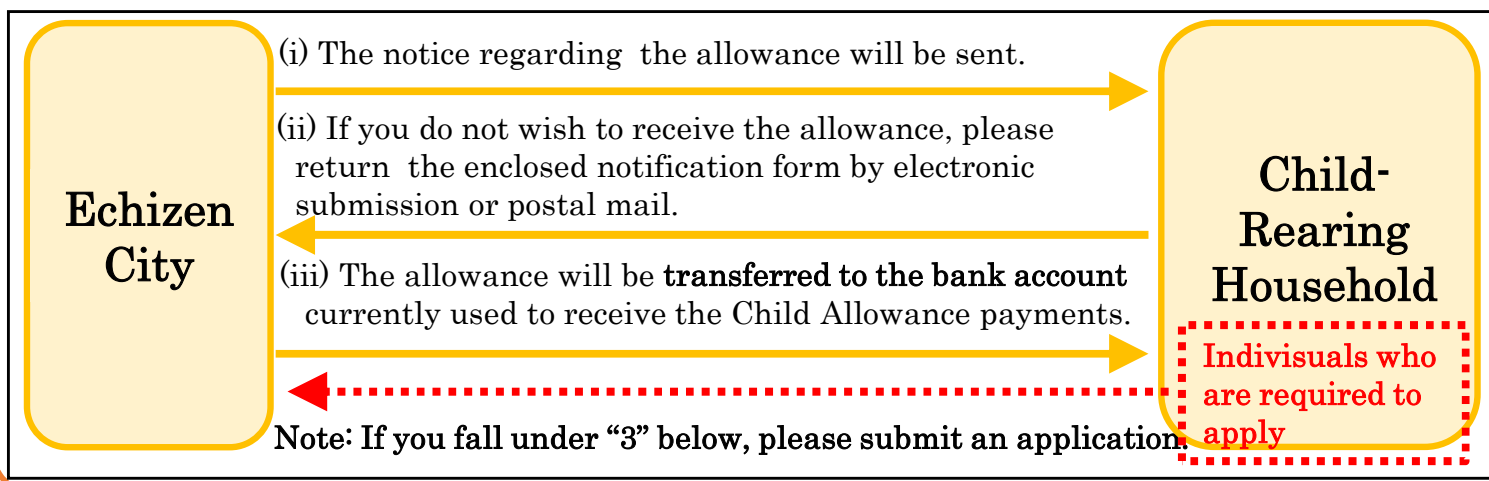 Echizen
City
(i) The notice regarding the allowance will be sent.
(ii) If you do not wish to receive the allowance, please
return the enclosed notification form by electronic
submission or postal mail.
(iii) The allowance will be transferred to the bank account
currently used to receive the Child Allowance payments.
Note: If you fall under “3” below, please submit an application.
Child-
Rearing
Household
Indivisuals who
are required to
apply